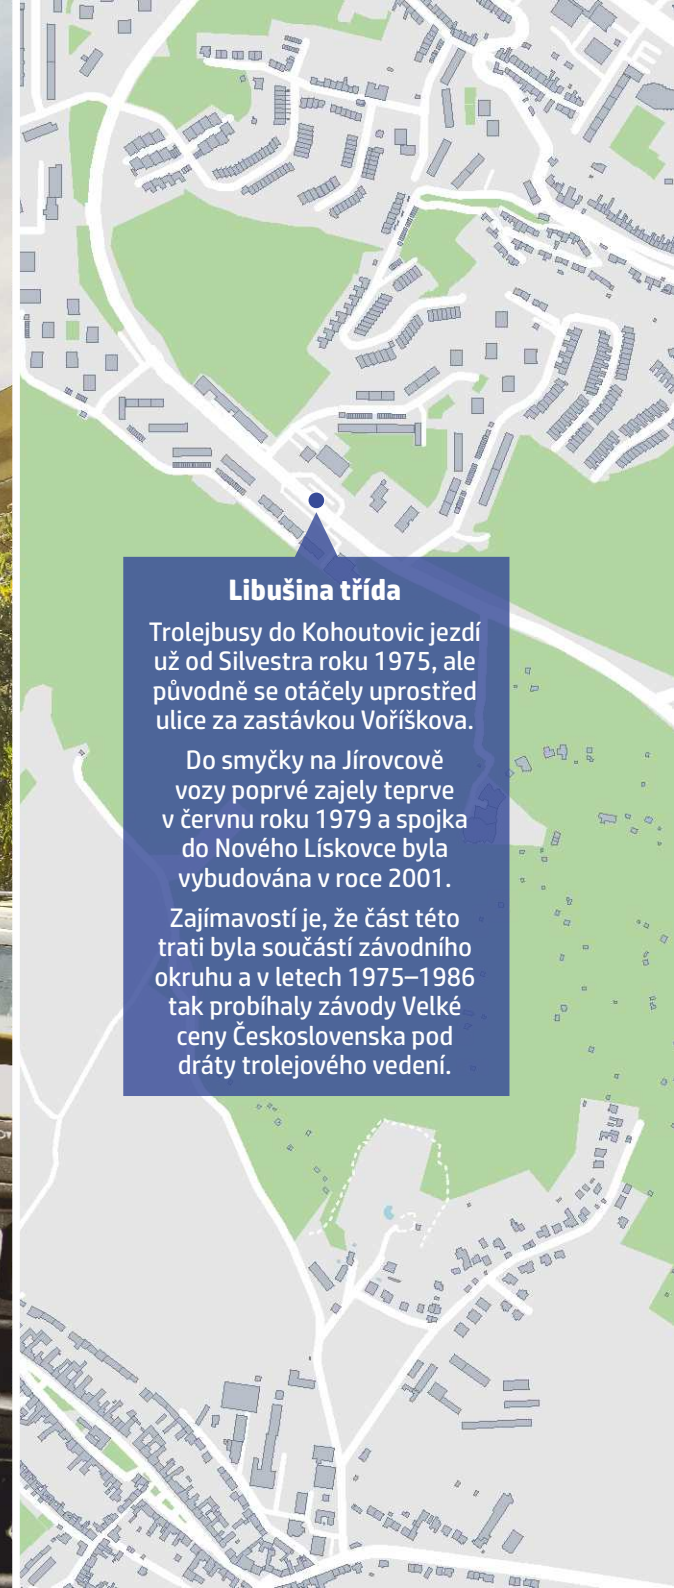 Libušina třída
Trolejbusy do Kohoutovic jezdí
už od Silvestra roku 1975, ale
původně se otáčely uprostřed
ulice za zastávkou Voříškova.
Do smyčky na Jírovcově
vozy poprvé zajely teprve
v červnu roku 1979 a spojka
do Nového Lískovce byla
vybudována v roce 2001.
Zajímavostí je, že část této
trati byla součástí závodního
okruhu a v letech 1975–1986
tak probíhaly závody Velké
ceny Československa pod
dráty trolejového vedení.